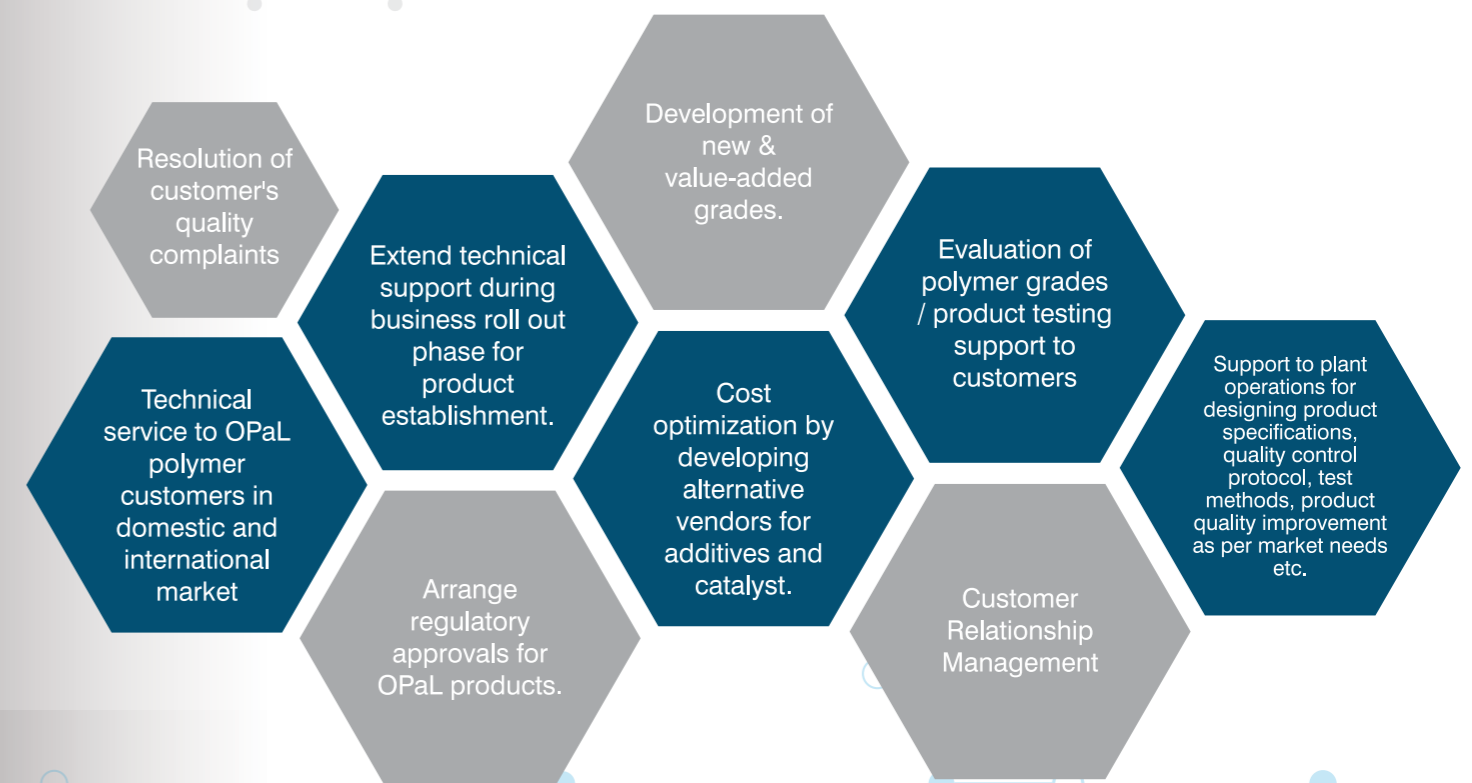 Resolution of
customer's
quality
complaints
Technical
service to OPaL
polymer
customers in
domestic and
international
market
Extend technical
support during
business roll out
phase for
product
establishment.
Arrange
regulatory
approvals for
OPaL products.
Development of
new &
value-added
grades.
Cost
optimization by
developing
alternative
vendors for
additives and
catalyst.
Evaluation of
polymer grades
/ product testing
support to
customers
Customer
Relationship
Management
Support to plant
operations for
designing product
specifications,
quality control
protocol, test
methods, product
quality improvement
as per market needs
etc.